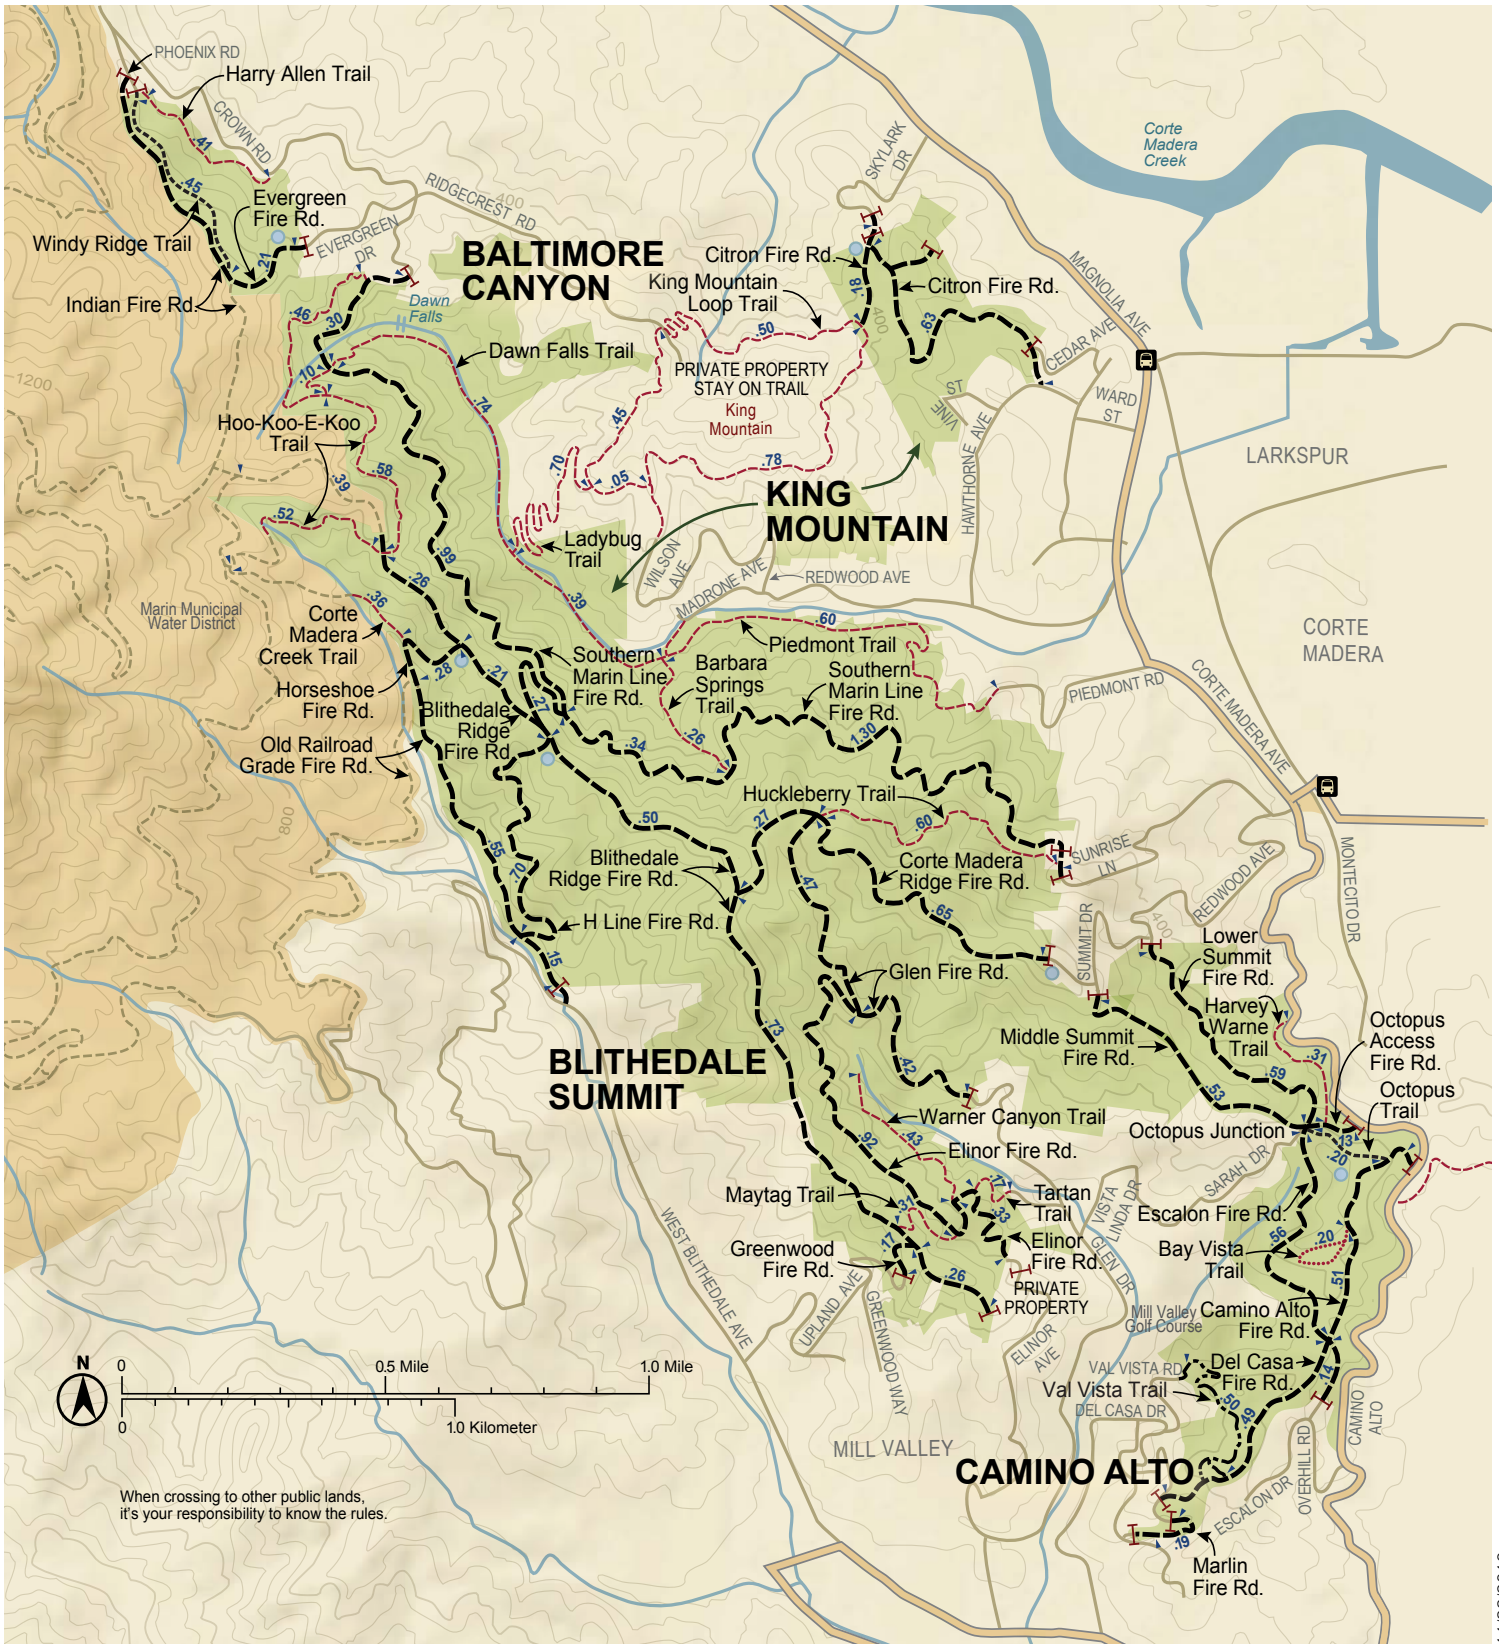 PHOENIX RD
Harry Allen Trail
CROWN RD
.41
.45
Evergreen
Fire Rd.
Windy Ridge Trail
.21
EVERGREEN
DR
RIDGECREST RD
400
Indian Fire Rd.
BALTIMORE
CANYON
Dawn
Falls
.46
.30
.10
1200
Dawn Falls Trail
.74
Hoo-Koo-E-Koo
Trail
.58
.39
.52
.99
.26
SKYLARK
DR
Corte
Madera
Creek
Citron Fire Rd.
King Mountain
Loop Trail
.18
400
Citron Fire Rd.
.63
MAGNOLIA AVE
CEDAR AVE
.50
PRIVATE PROPERTY
STAY ON TRAIL
King
Mountain
.45
.70
.05
.78
VINE
ST
WARD
ST
HAWTHORNE AVE
LARKSPUR
KING
MOUNTAIN
Ladybug
Trail
WILSON
AVE
MADRONE AVE
REDWOOD AVE
.39
Marin Municipal
Water District
.36
Corte
Madera
Creek Trail
.28
Horseshoe
Fire Rd.
.21
Old Railroad
Grade Fire Rd.
Blithedale
Ridge
Fire Rd.
.27
Southern
Marin Line
Fire Rd.
.34
Barbara
Springs
Trail
.26
Piedmont Trail
.60
Southern
Marin Line
Fire Rd.
1.30
PIEDMONT RD
CORTE
MADERA
CORTE MADERA AVE
Huckleberry Trail
.60
.27
800
.50
.55
.70
Blithedale
Ridge Fire Rd.
H Line Fire Rd.
.15
.47
Corte Madera
Ridge Fire Rd.
.65
SUNRISE
LN
SUMMIT DR
400
REDWOOD AVE
MONTECITO DR
Glen Fire Rd.
.42
.73
Lower
Summit
Fire Rd.
Harvey
Warne
Trail
.31
Octopus
Access
Fire Rd.
Octopus
Trail
Middle Summit
Fire Rd.
.53
.59
.13
.20
Octopus Junction
SARAH DR
BLITHEDALE
SUMMIT
Warner Canyon Trail
.43
.92
Elinor Fire Rd.
Maytag Trail
.31
.17
.17
.33
Tartan
Trail
Elinor
Fire Rd.
Greenwood
Fire Rd.
.26
PRIVATE
PROPERTY
VISTA
LINDA DR
GLEN DR
Escalon Fire Rd.
.56
Bay Vista
Trail
.20
.51
Mill Valley
Golf Course
Camino Alto
Fire Rd.
WEST BLITHEDALE AVE
UPLAND AVE
GREENWOOD WAY
ELINOR
AVE
VAL VISTA RD
Del Casa
Fire Rd.
.14
Val Vista Trail
DEL CASA DR
.50
.49
CAMINO
ALTO
OVERHILL RD
ESCALON DR
MILL VALLEY
CAMINO ALTO
.19
Marlin
Fire Rd.
N
0
0.5 Mile
1.0 Mile
0
1.0 Kilometer
When crossing to other public lands,
it's your responsibility to know the rules.